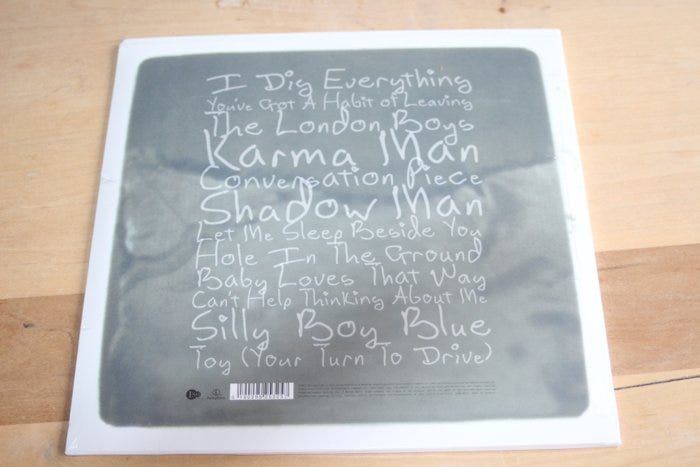 I Dig Everything
You've Got A Habit of Leaving
The London Boys
Karma Man
Conversation Piece
Shadow Man
Let Me Sleep Beside You
Hole In The Ground
Baby Loves That Way
Can't Help Thinking About Me
Silly Boy Blue
Toy (Your Turn To Drive)